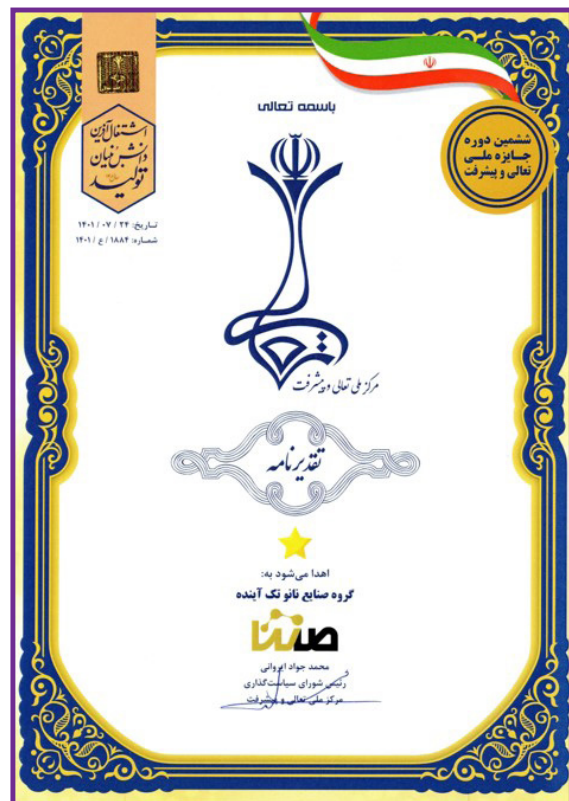 باسمه تعالی
ششمین دوره
جایزه ملی
تعالی و پیشرفت
اشتغال آفرین
دانش بنیان
تولید
تاریخ: ۲۴ / ۰۷ / ۱۴۰۱
شماره: ۱۸۸۴ / ع / ۱۴۰۱
تعالی
مرکز ملی تعالی و پیشرفت
تقدیرنامه
اهدا می‌شود به:
گروه صنایع نانو تک آینده
صنتا
محمد جواد ایروانی
رئیس شورای سیاست‌گذاری
مرکز ملی تعالی و پیشرفت